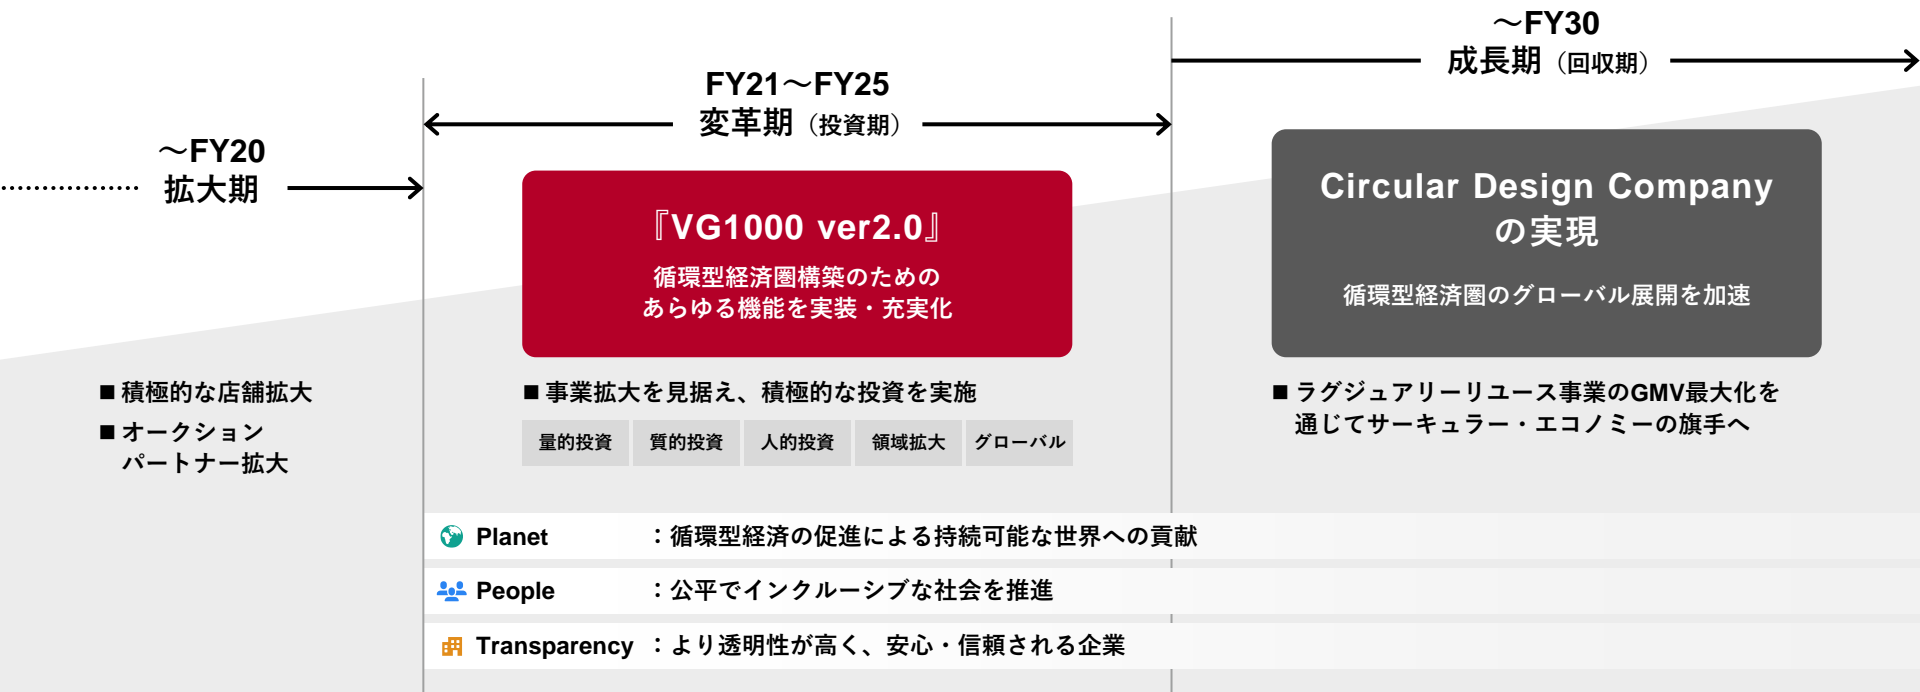 ～FY20
拡大期
■ 積極的な店舗拡大
■ オークション
パートナー拡大
FY21～FY25
変革期（投資期）
『VG1000 ver2.0』
循環型経済圏構築のための
あらゆる機能を実装・充実化
■ 事業拡大を見据え、積極的な投資を実施
量的投資 質的投資 人的投資 領域拡大 グローバル
～FY30
成長期（回収期）
Circular Design Company
の実現
循環型経済圏のグローバル展開を加速
■ ラグジュアリーリユース事業のGMV最大化を
通じてサーキュラー・エコノミーの旗手へ
Planet ：循環型経済の促進による持続可能な世界への貢献
People ：公平でインクルーシブな社会を推進
Transparency ：より透明性が高く、安心・信頼される企業